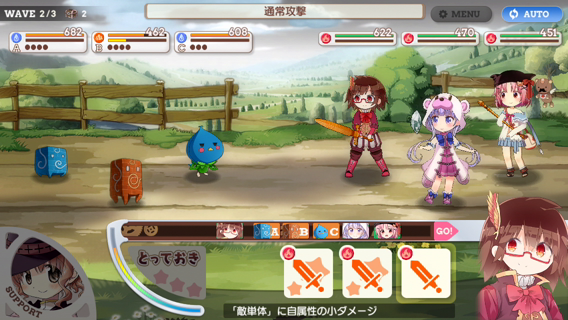 WAVE 2/3 2
通常攻撃
MENU
AUTO
682
A
462
B
608
C
622
470
451
A B C
GO!
SUPPORT
とっておき
「敵単体」に自属性の小ダメージ